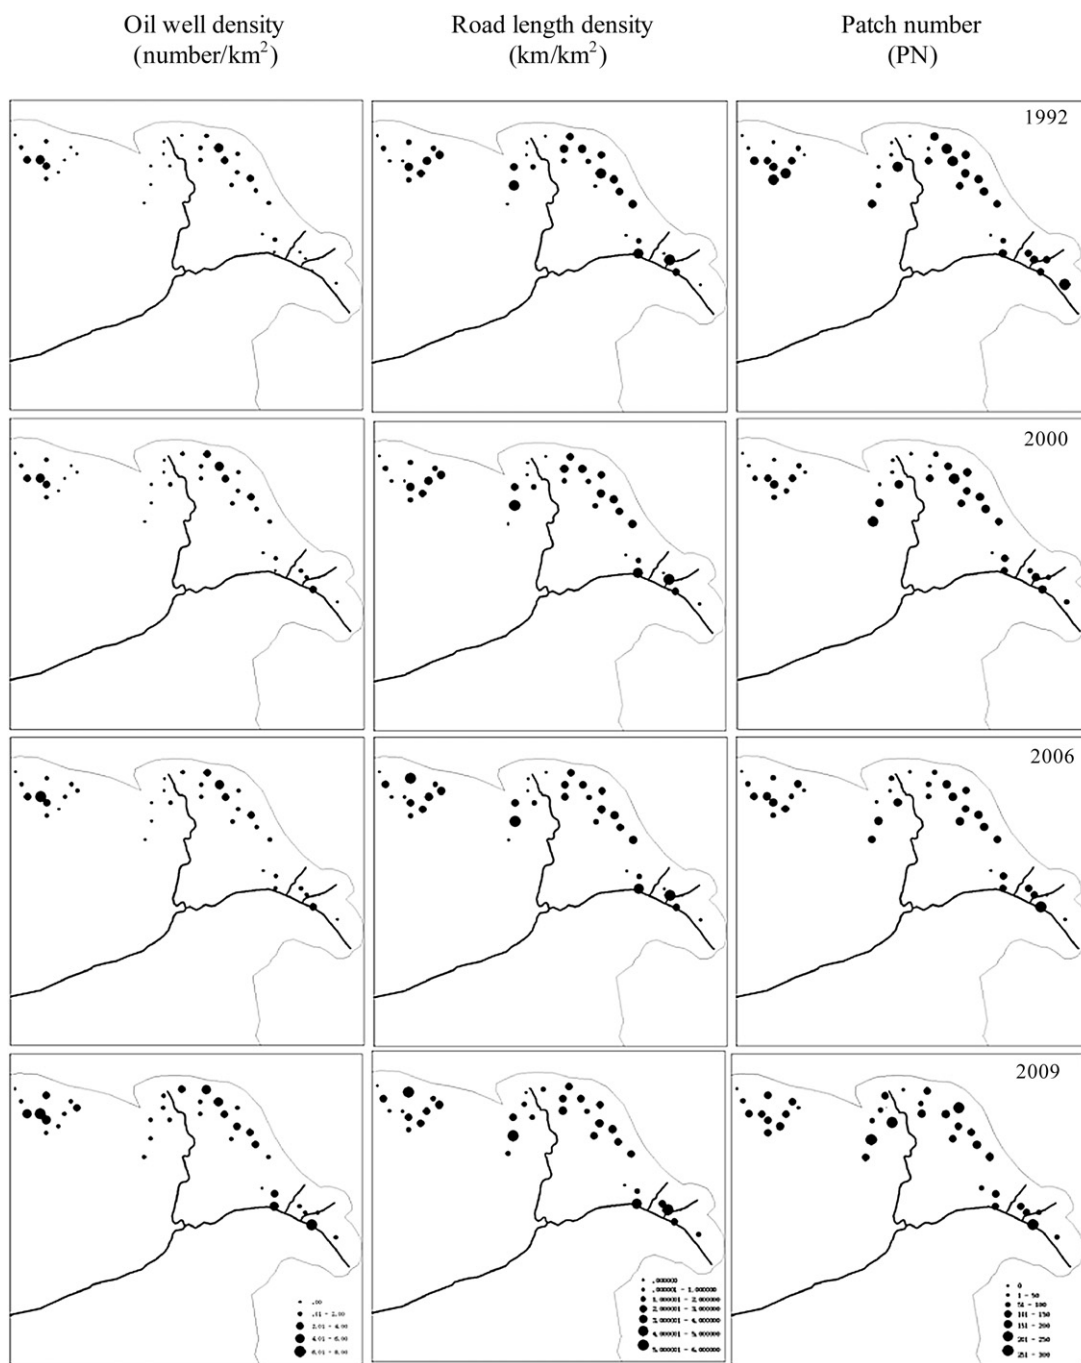 Oil well density
(number/km²)
Road length density
(km/km²)
Patch number
(PN)
1992
2000
2006
2009
.00
.01 - 2.00
2.01 - 4.00
4.01 - 6.00
6.01 - 8.00
.000000
.000001 - 1.000000
1.000001 - 2.000000
2.000001 - 3.000000
3.000001 - 4.000000
4.000001 - 5.000000
5.000001 - 6.000000
0
1 - 50
51 - 100
101 - 150
151 - 200
201 - 250
251 - 300